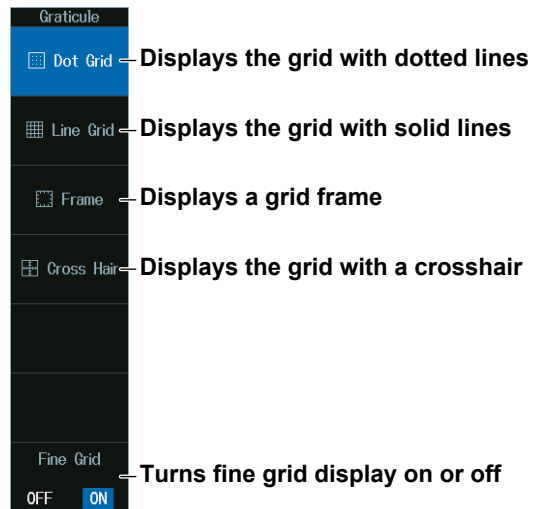 Graticule
Dot Grid
Displays the grid with dotted lines
Line Grid
Displays the grid with solid lines
Frame
Displays a grid frame
Cross Hair
Displays the grid with a crosshair
Fine Grid
Turns fine grid display on or off
OFF ON